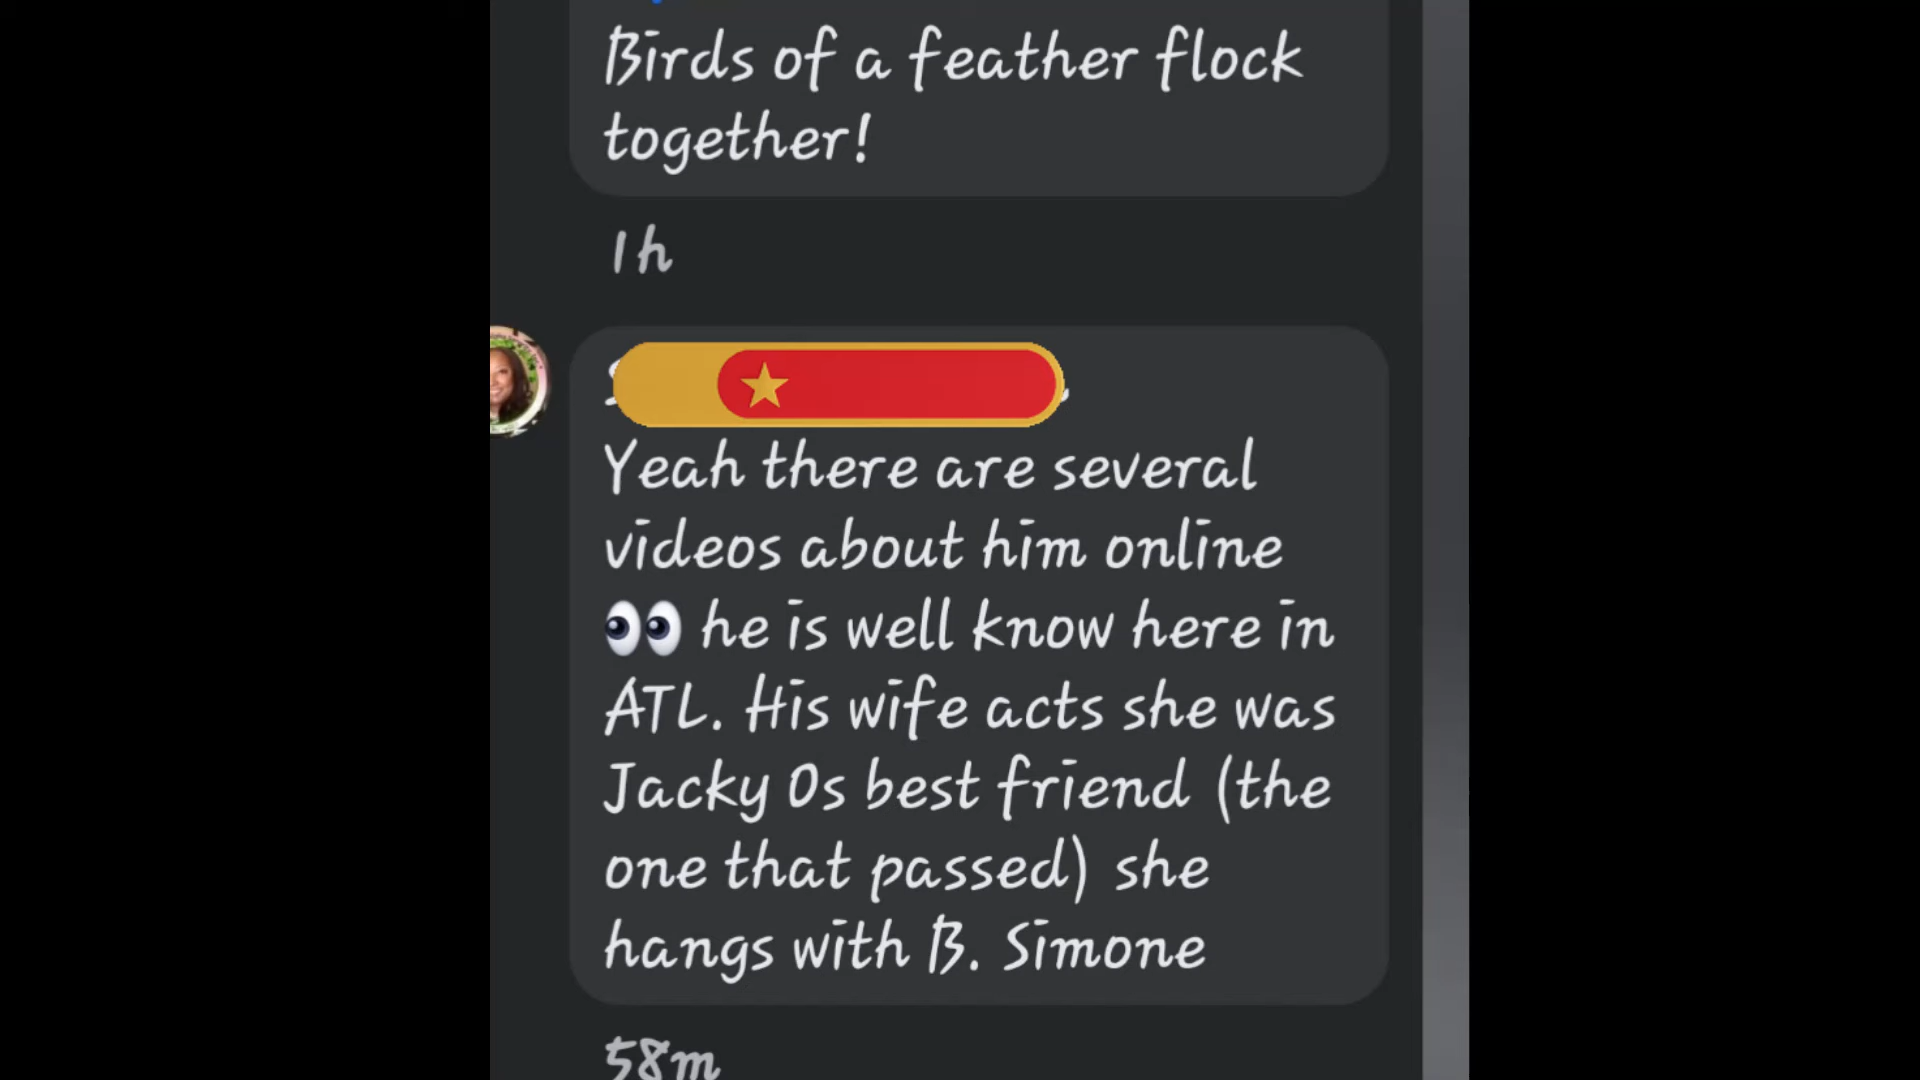 Birds of a feather flock
together!
1h
Yeah there are several
videos about him online
👀 he is well know here in
ATL. His wife acts she was
Jacky Os best friend (the
one that passed) she
hangs with B. Simone
58m